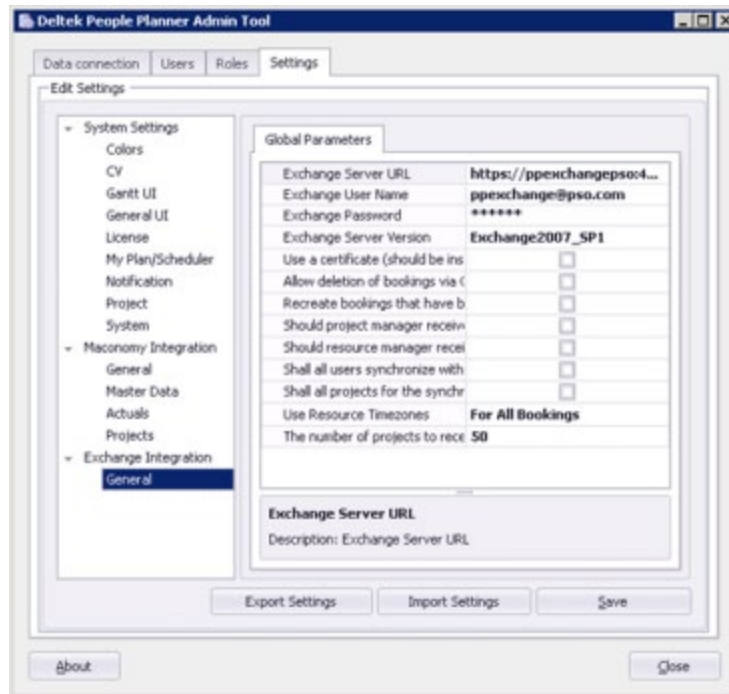 Deltek People Planner Admin Tool
Data connection Users Roles Settings
Edit Settings
System Settings
Colors
CV
Gantt UI
General UI
License
My Plan/Scheduler
Notification
Project
System
Maconomy Integration
General
Master Data
Actuals
Projects
Exchange Integration
General
Global Parameters
Exchange Server URL https://ppexchangepso:4...
Exchange User Name ppexchange@pso.com
Exchange Password ******
Exchange Server Version Exchange2007_SP1
Use a certificate (should be ins
Allow deletion of bookings via
Recreate bookings that have b
Should project manager receive
Should resource manager recei
Shall all users synchronize with
Shall all projects for the synchr
Use Resource Timezones For All Bookings
The number of projects to rece 50
Exchange Server URL
Description: Exchange Server URL
Export Settings Import Settings Save
About Close